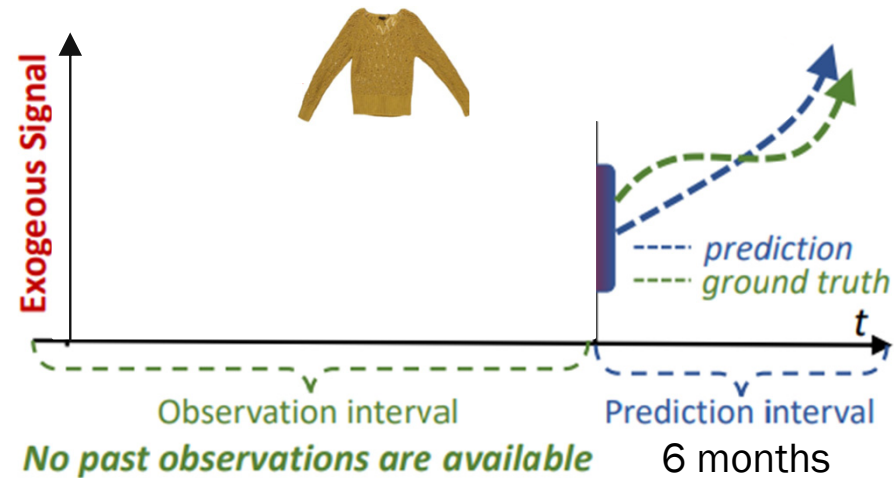 Exogeous Signal
prediction
ground truth
t
Observation interval
Prediction interval
No past observations are available
6 months